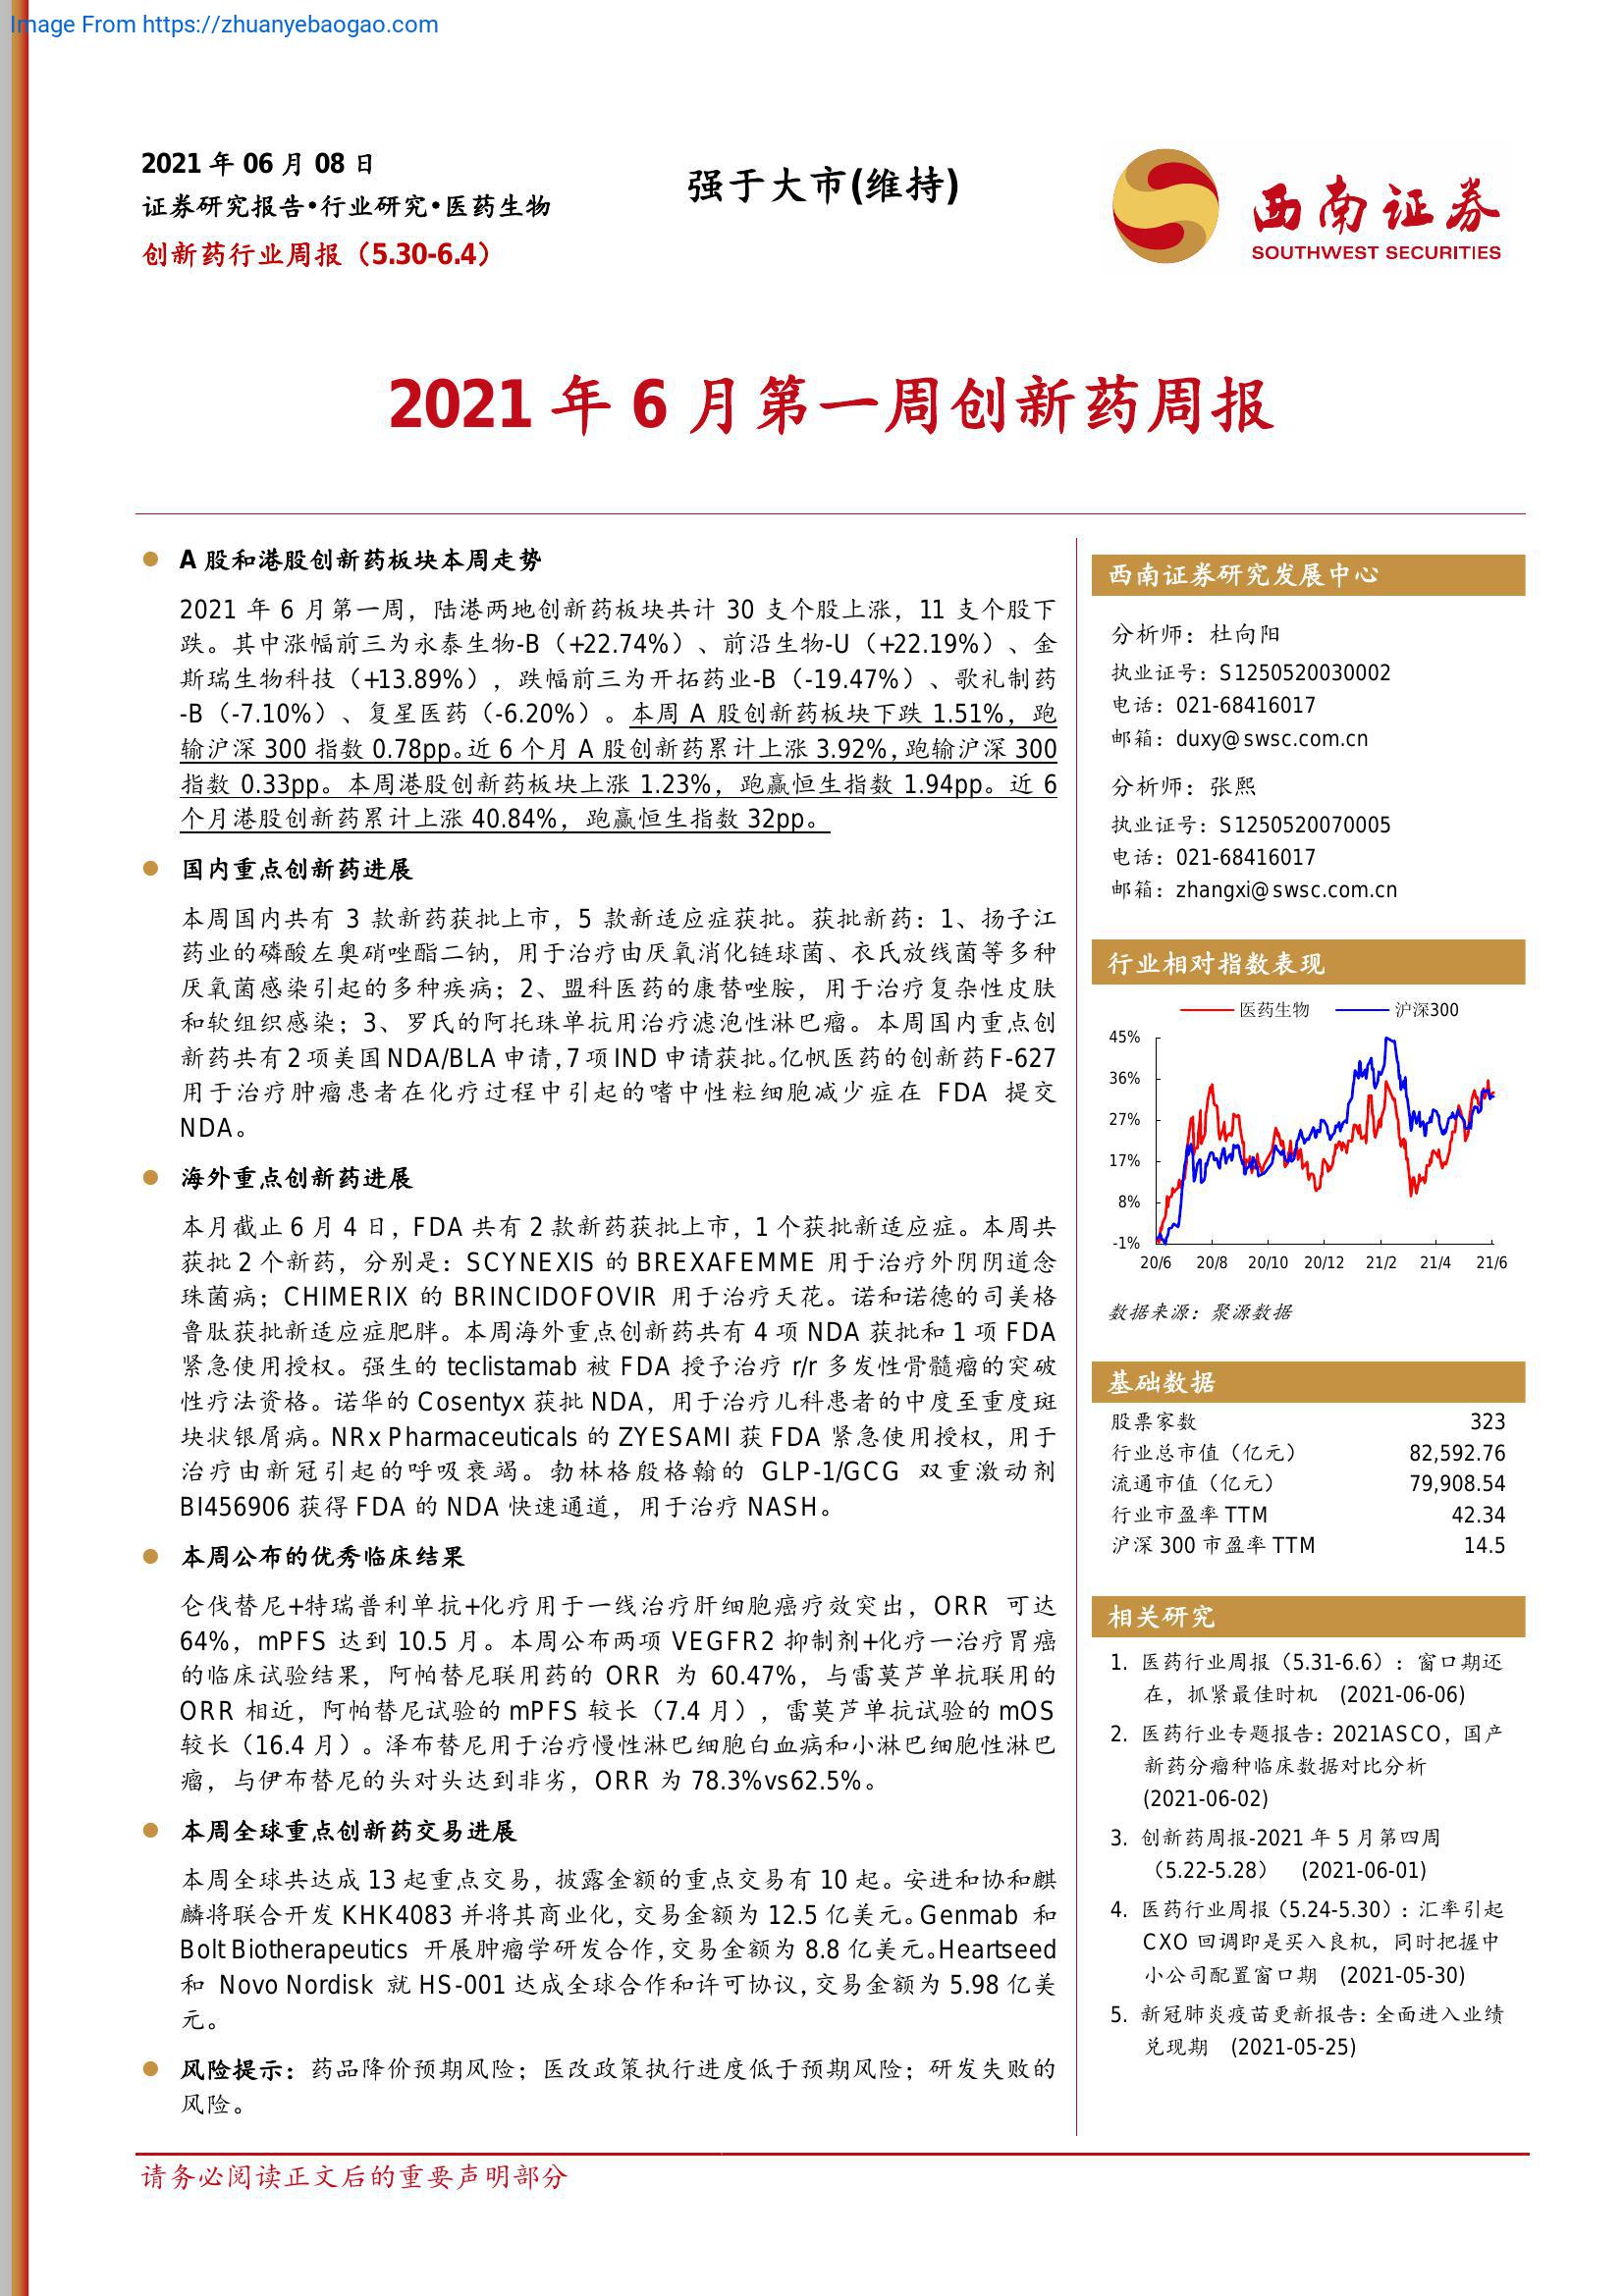 Image From https://zhuanyebaogao.com
2021 年 06 月 08 日
证券研究报告•行业研究•医药生物
创新药行业周报（5.30-6.4）
强于大市(维持)
西南证券
SOUTHWEST SECURITIES
2021 年 6 月第一周创新药周报
A 股和港股创新药板块本周走势
2021 年 6 月第一周，陆港两地创新药板块共计 30 支个股上涨，11 支个股下
跌。其中涨幅前三为永泰生物-B（+22.74%）、前沿生物-U（+22.19%）、金
斯瑞生物科技（+13.89%），跌幅前三为开拓药业-B（-19.47%）、歌礼制药
-B（-7.10%）、复星医药（-6.20%）。本周 A 股创新药板块下跌 1.51%，跑
输沪深 300 指数 0.78pp。近 6 个月 A 股创新药累计上涨 3.92%，跑输沪深 300
指数 0.33pp。本周港股创新药板块上涨 1.23%，跑赢恒生指数 1.94pp。近 6
个月港股创新药累计上涨 40.84%，跑赢恒生指数 32pp。
国内重点创新药进展
本周国内共有 3 款新药获批上市，5 款新适应症获批。获批新药：1、扬子江
药业的磷酸左奥硝唑酯二钠，用于治疗由厌氧消化链球菌、衣氏放线菌等多种
厌氧菌感染引起的多种疾病；2、盟科医药的康替唑胺，用于治疗复杂性皮肤
和软组织感染；3、罗氏的阿托珠单抗用治疗滤泡性淋巴瘤。本周国内重点创
新药共有 2 项美国 NDA/BLA 申请，7 项 IND 申请获批。亿帆医药的创新药 F-627
用于治疗肿瘤患者在化疗过程中引起的嗜中性粒细胞减少症在 FDA 提交
NDA。
海外重点创新药进展
本月截止 6 月 4 日，FDA 共有 2 款新药获批上市，1 个获批新适应症。本周共
获批 2 个新药，分别是：SCYNEXIS 的 BREXAFEMME 用于治疗外阴阴道念
珠菌病；CHIMERIX 的 BRINCIDOFOVIR 用于治疗天花。诺和诺德的司美格
鲁肽获批新适应症肥胖。本周海外重点创新药共有 4 项 NDA 获批和 1 项 FDA
紧急使用授权。强生的 teclistamab 被 FDA 授予治疗 r/r 多发性骨髓瘤的突破
性疗法资格。诺华的 Cosentyx 获批 NDA，用于治疗儿科患者的中度至重度斑
块状银屑病。NRx Pharmaceuticals 的 ZYESAMI 获 FDA 紧急使用授权，用于
治疗由新冠引起的呼吸衰竭。勃林格殷格翰的 GLP-1/GCG 双重激动剂
BI456906 获得 FDA 的 NDA 快速通道，用于治疗 NASH。
本周公布的优秀临床结果
仑伐替尼+特瑞普利单抗+化疗用于一线治疗肝细胞癌疗效突出，ORR 可达
64%，mPFS 达到 10.5 月。本周公布两项 VEGFR2 抑制剂+化疗一治疗胃癌
的临床试验结果，阿帕替尼联用药的 ORR 为 60.47%，与雷莫芦单抗联用的
ORR 相近，阿帕替尼试验的 mPFS 较长（7.4 月），雷莫芦单抗试验的 mOS
较长（16.4 月）。泽布替尼用于治疗慢性淋巴细胞白血病和小淋巴细胞性淋巴
瘤，与伊布替尼的头对头达到非劣，ORR 为 78.3%vs62.5%。
本周全球重点创新药交易进展
本周全球共达成 13 起重点交易，披露金额的重点交易有 10 起。安进和协和麒
麟将联合开发 KHK4083 并将其商业化，交易金额为 12.5 亿美元。Genmab 和
Bolt Biotherapeutics 开展肿瘤学研发合作，交易金额为 8.8 亿美元。Heartseed
和 Novo Nordisk 就 HS-001 达成全球合作和许可协议，交易金额为 5.98 亿美
元。
风险提示：药品降价预期风险；医改政策执行进度低于预期风险；研发失败的
风险。
西南证券研究发展中心
分析师：杜向阳
执业证号：S1250520030002
电话：021-68416017
邮箱：duxy@swsc.com.cn
分析师：张熙
执业证号：S1250520070005
电话：021-68416017
邮箱：zhangxi@swsc.com.cn
行业相对指数表现
医药生物 沪深300
45%
36%
27%
17%
8%
-1%
20/6 20/8 20/10 20/12 21/2 21/4 21/6
数据来源：聚源数据
基础数据
股票家数 323
行业总市值（亿元） 82,592.76
流通市值（亿元） 79,908.54
行业市盈率 TTM 42.34
沪深 300 市盈率 TTM 14.5
相关研究
1. 医药行业周报（5.31-6.6）：窗口期还
在，抓紧最佳时机 (2021-06-06)
2. 医药行业专题报告：2021ASCO，国产
新药分瘤种临床数据对比分析
(2021-06-02)
3. 创新药周报-2021 年 5 月第四周
（5.22-5.28） (2021-06-01)
4. 医药行业周报（5.24-5.30）：汇率引起
CXO 回调即是买入良机，同时把握中
小公司配置窗口期 (2021-05-30)
5. 新冠肺炎疫苗更新报告：全面进入业绩
兑现期 (2021-05-25)
请务必阅读正文后的重要声明部分